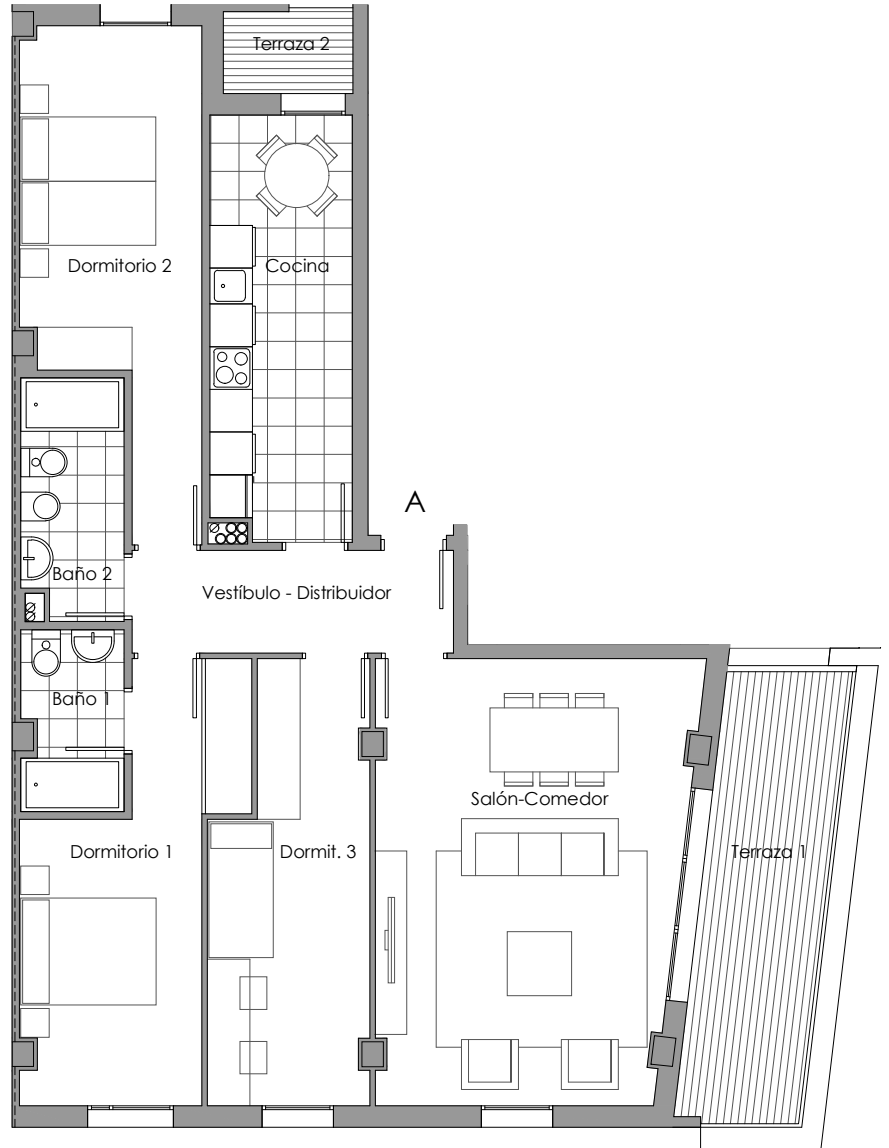 Terraza 2
Dormitorio 2
Cocina
A
Baño 2
Vestíbulo - Distribuidor
Baño 1
Salón-Comedor
Dormitorio 1
Dormit. 3
Terraza 1